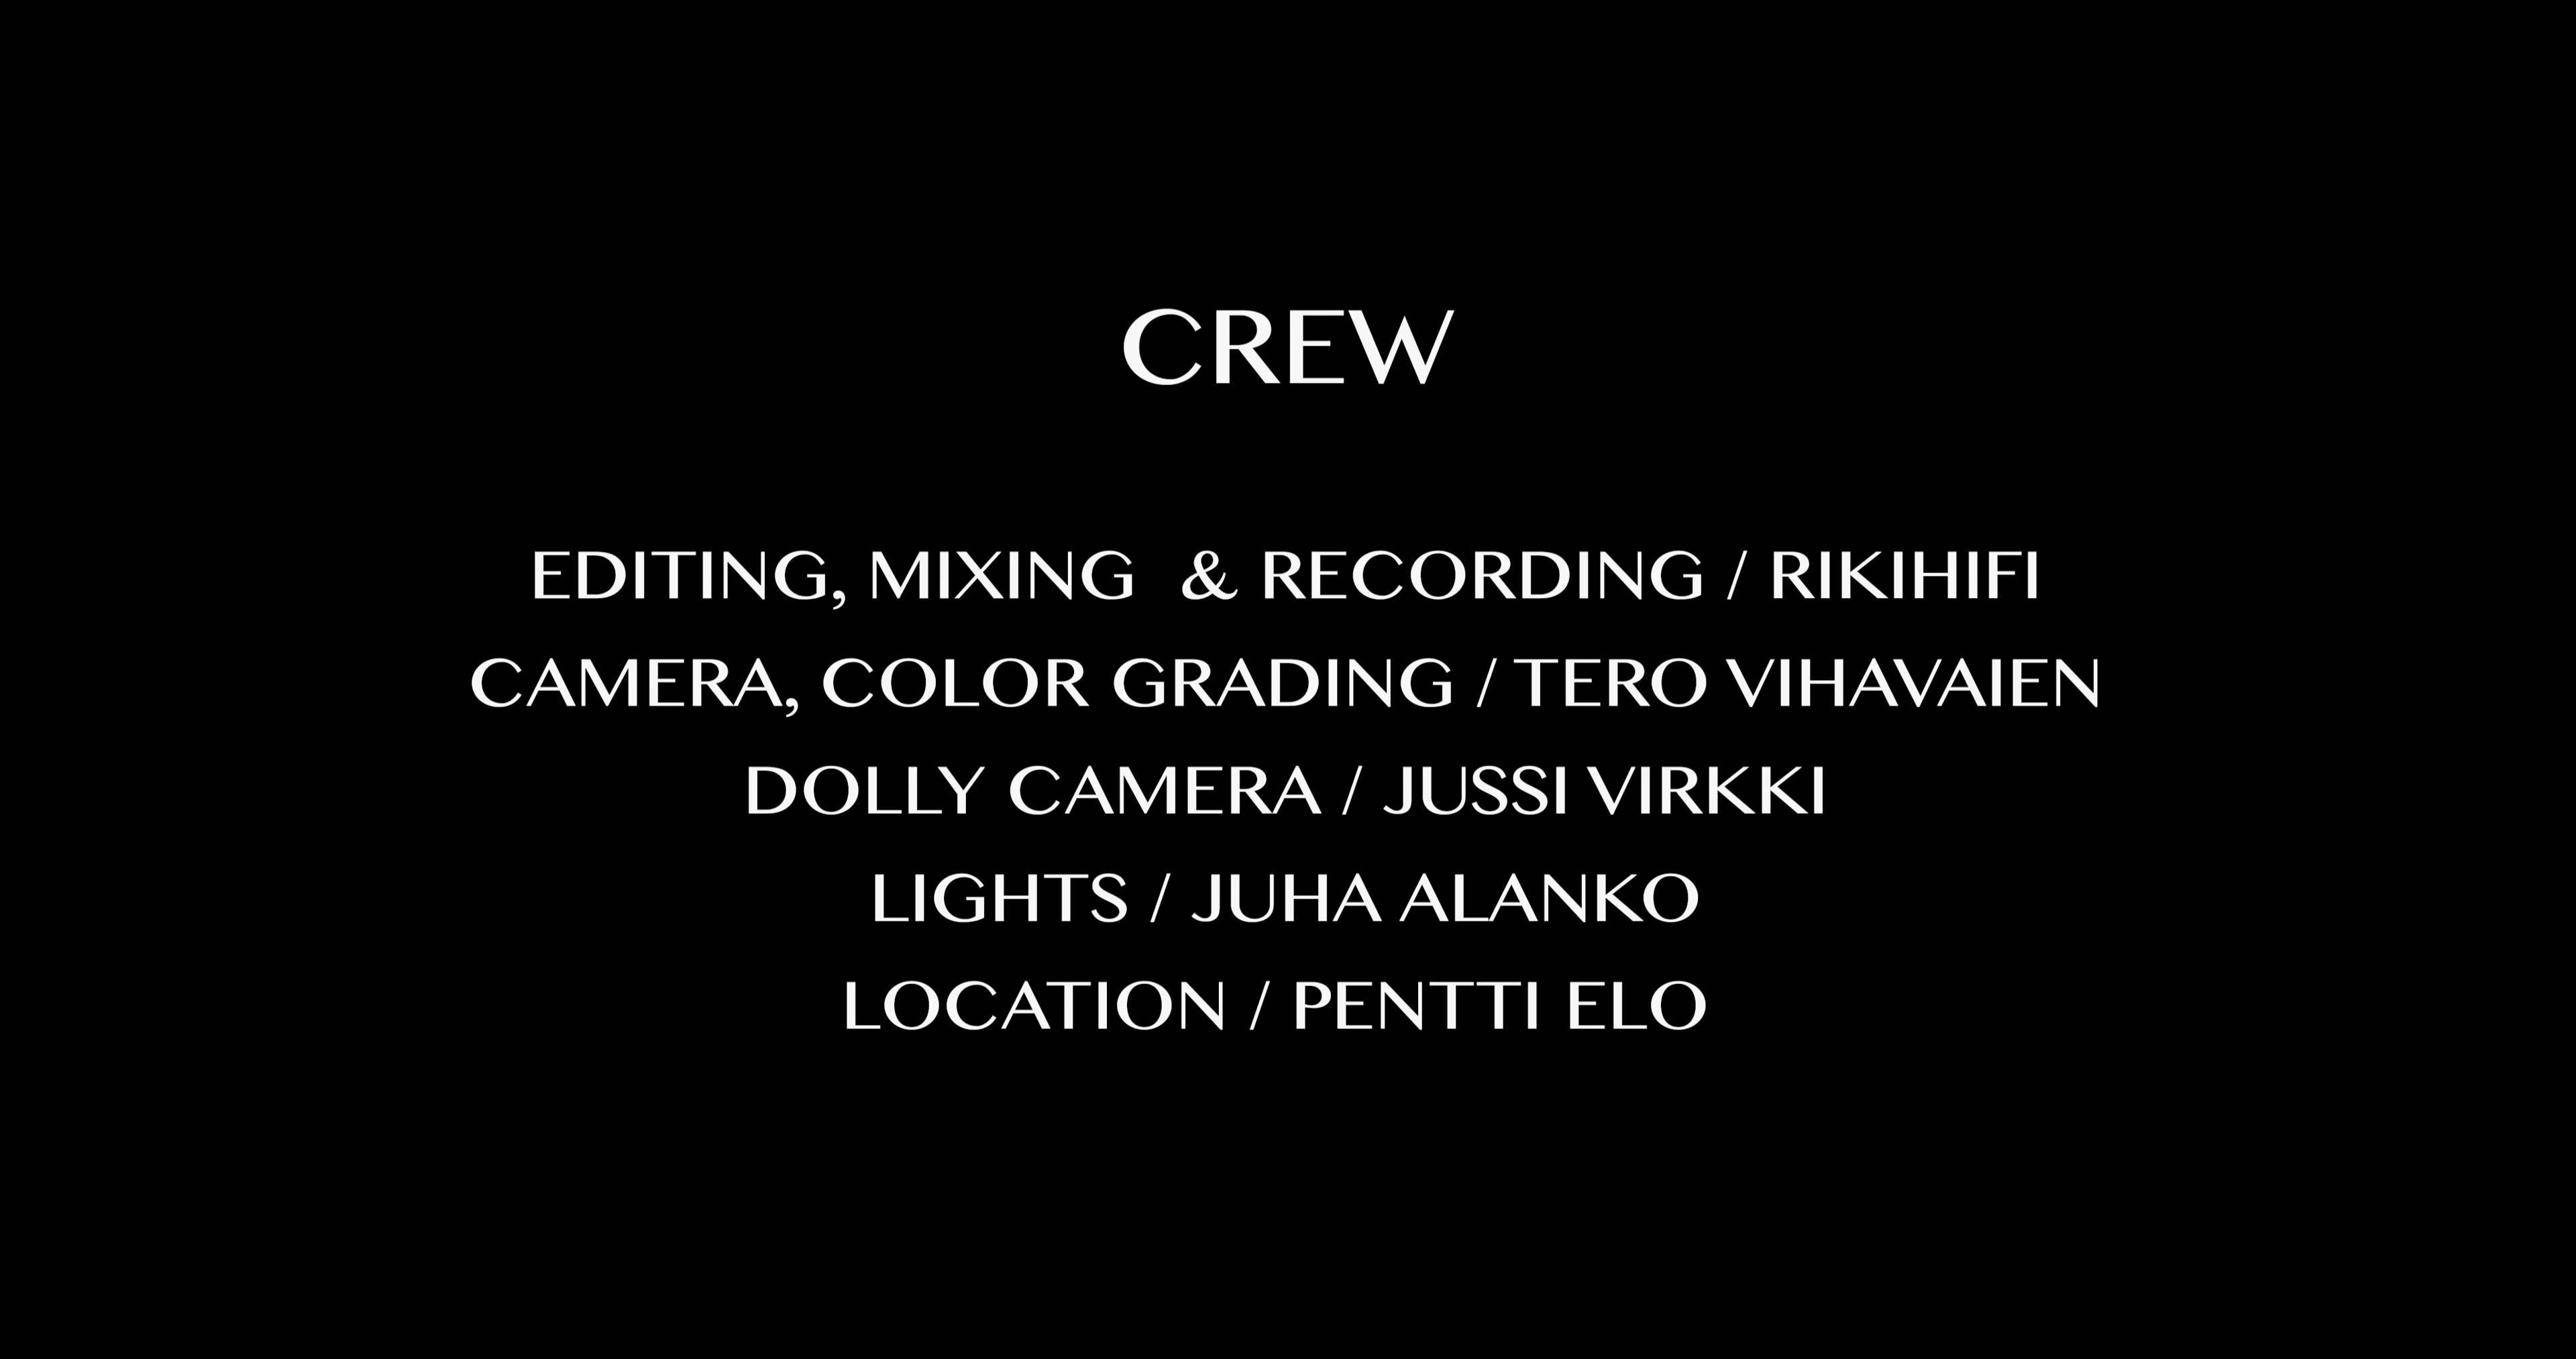 CREW
EDITING, MIXING  & RECORDING / RIKIHIFI
CAMERA, COLOR GRADING / TERO VIHAVAIEN
DOLLY CAMERA / JUSSI VIRKKI
LIGHTS / JUHA ALANKO
LOCATION / PENTTI ELO